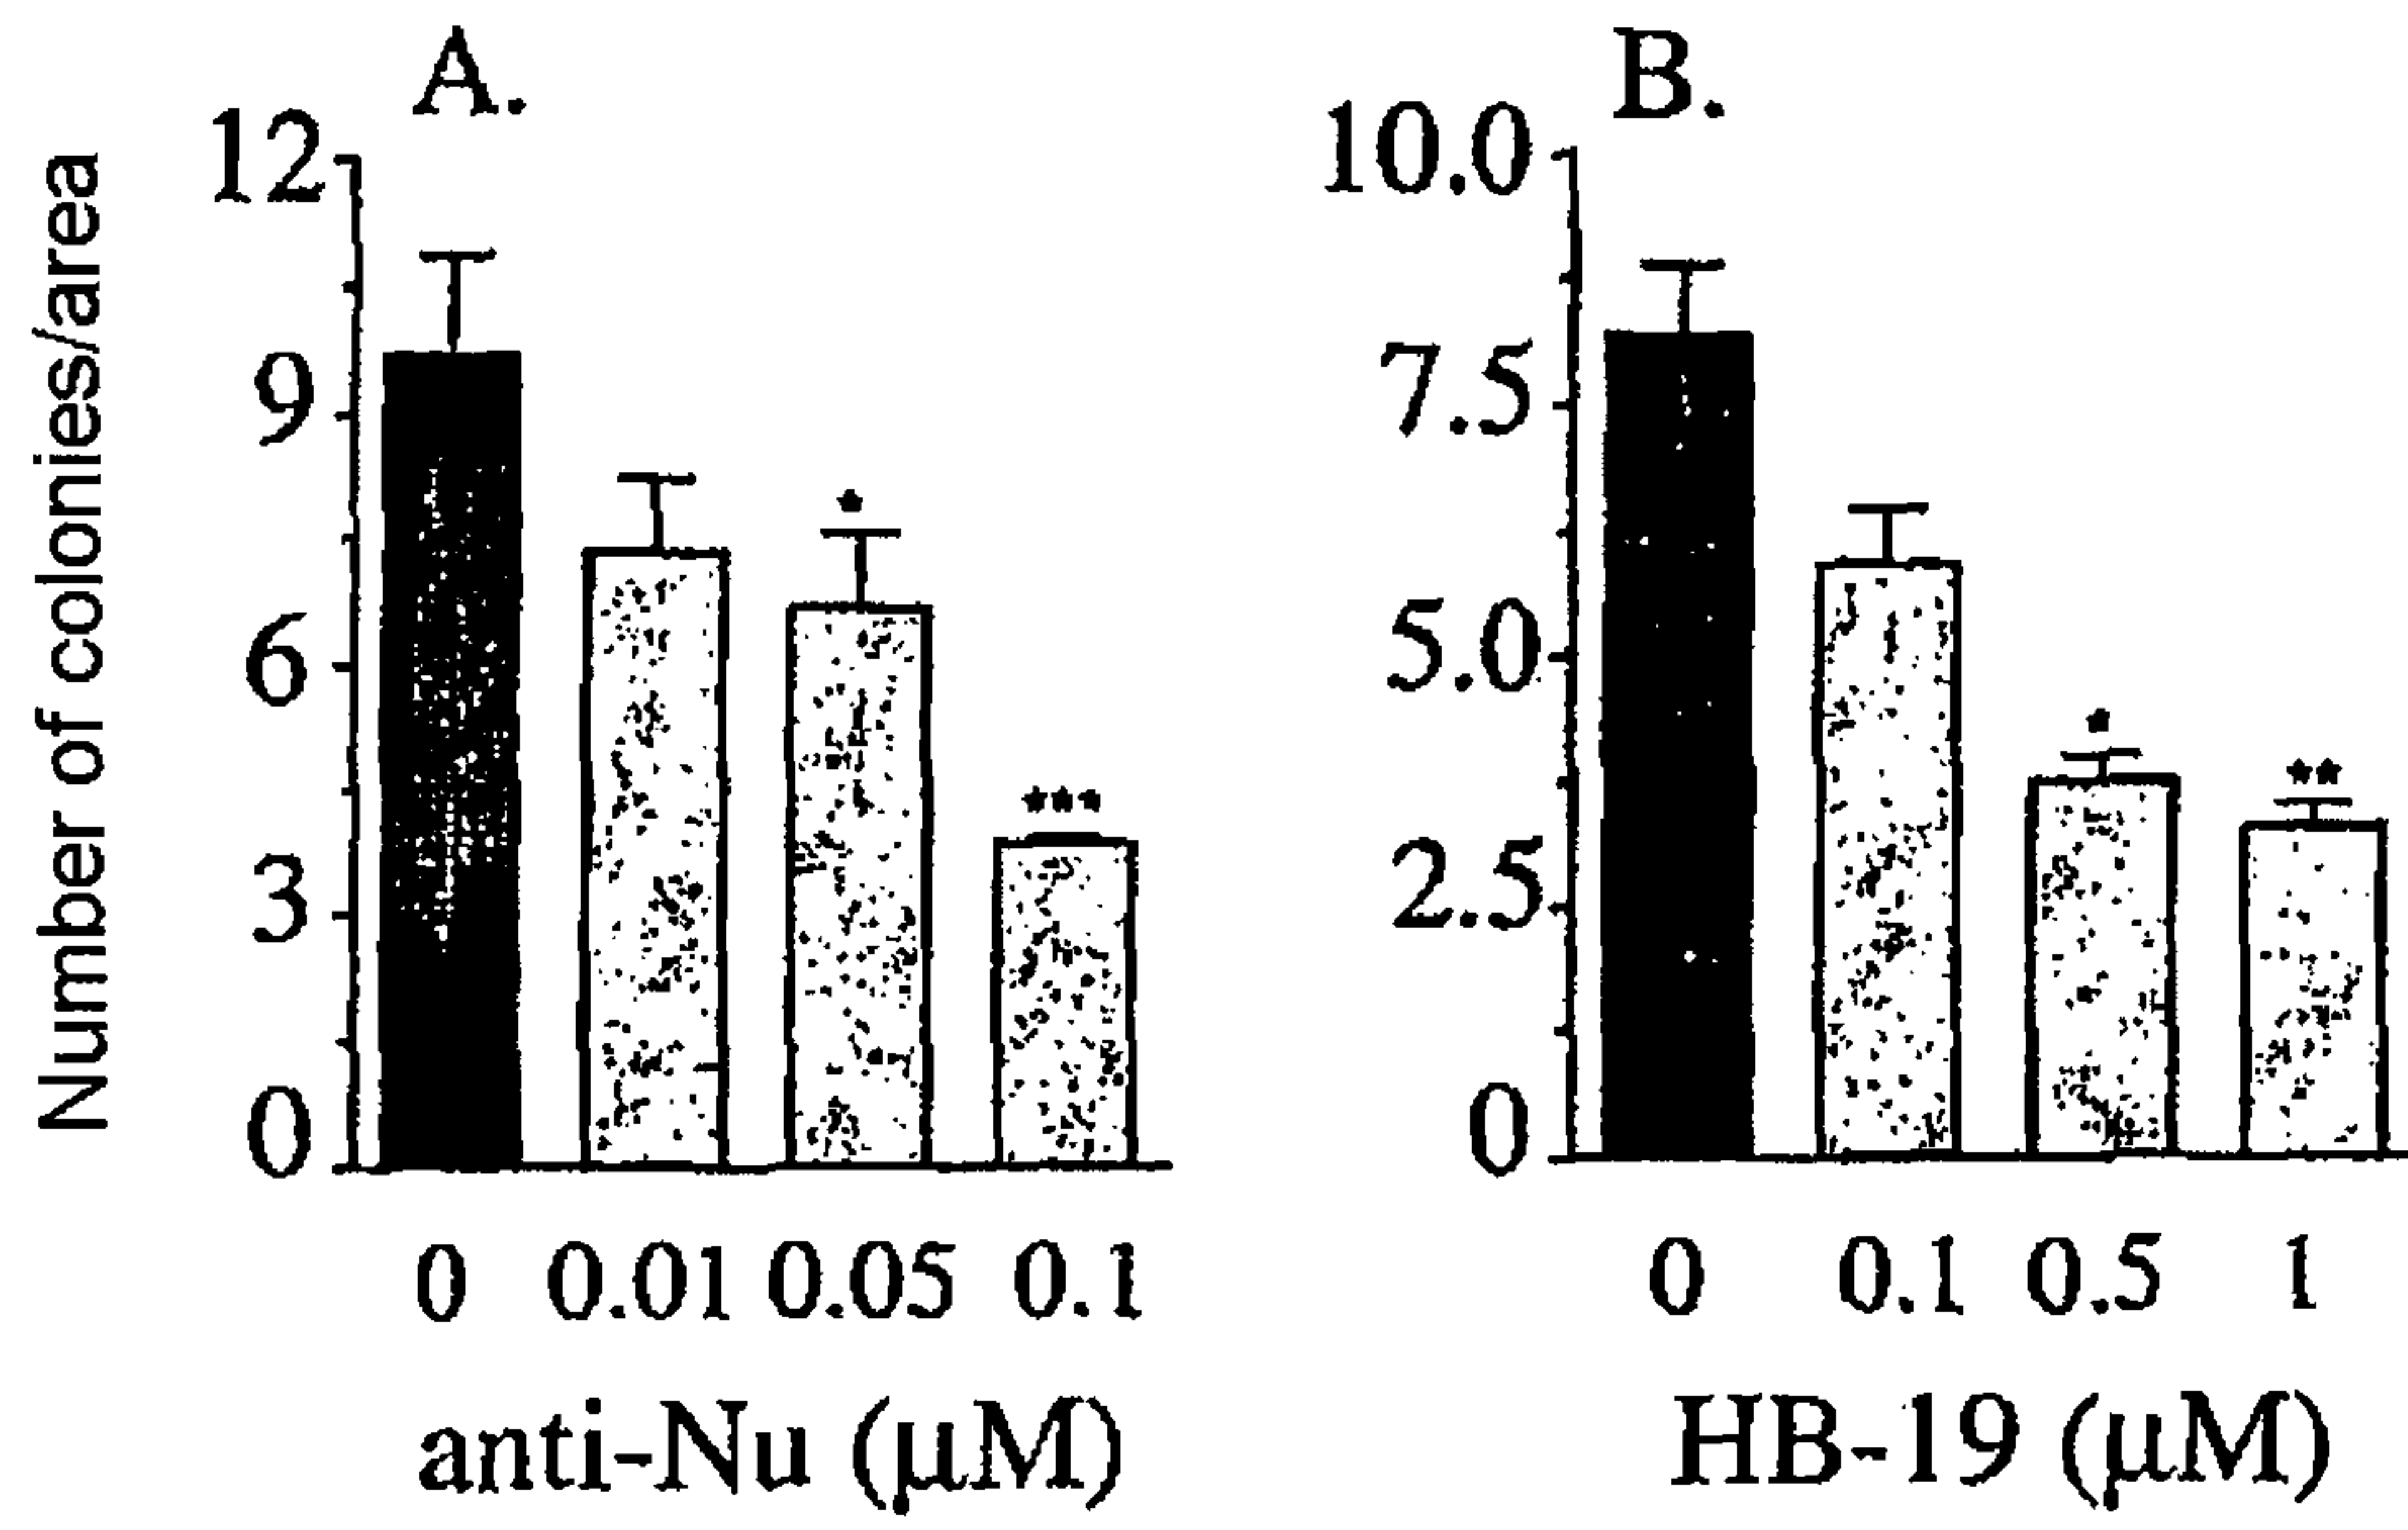 A.
Number of colonies/area
12
9
6
3
0
0 0.01 0.05 0.1
anti-Nu (µM)
B.
10.0
7.5
5.0
2.5
0
0 0.1 0.5 1
HB-19 (µM)
*
***
*
**